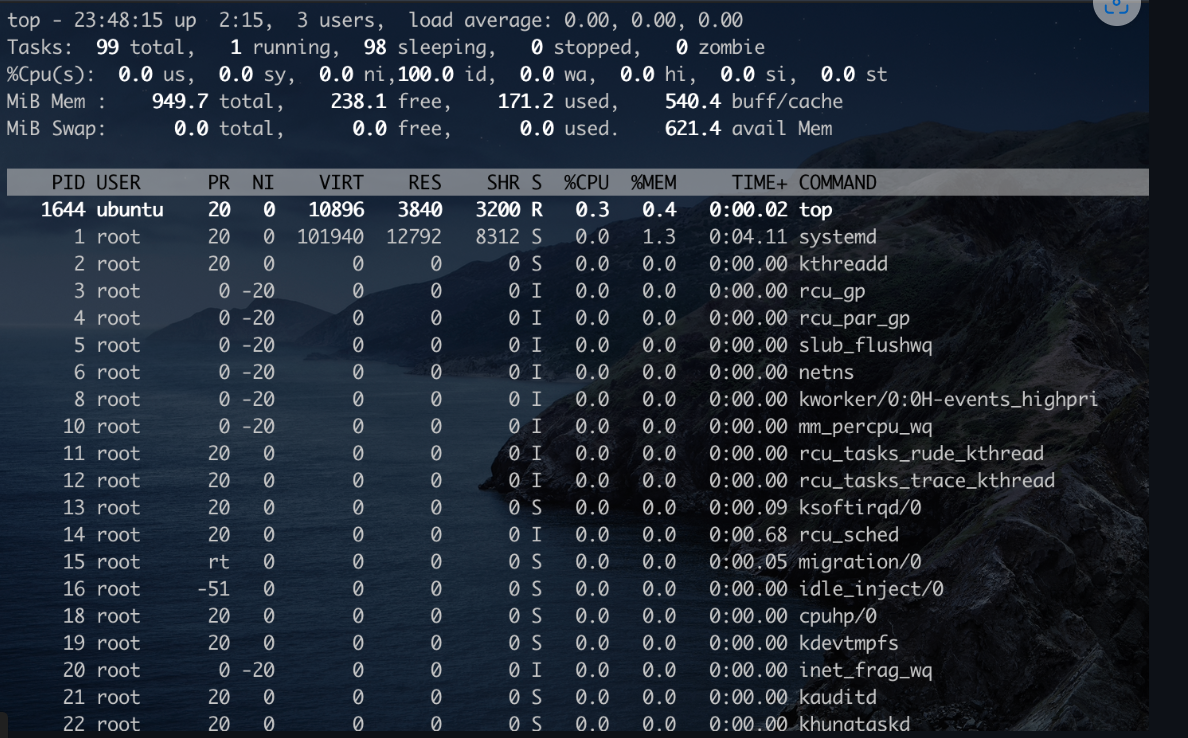 top - 23:48:15 up  2:15,  3 users,  load average: 0.00, 0.00, 0.00
Tasks:  99 total,   1 running,  98 sleeping,   0 stopped,   0 zombie
%Cpu(s):  0.0 us,  0.0 sy,  0.0 ni,100.0 id,  0.0 wa,  0.0 hi,  0.0 si,  0.0 st
MiB Mem :    949.7 total,    238.1 free,    171.2 used,    540.4 buff/cache
MiB Swap:      0.0 total,      0.0 free,      0.0 used.    621.4 avail Mem
PID USER      PR  NI    VIRT    RES    SHR S  %CPU  %MEM     TIME+ COMMAND
1644 ubuntu    20   0   10896   3840   3200 R   0.3   0.4   0:00.02 top
1 root      20   0  101940  12792   8312 S   0.0   1.3   0:04.11 systemd
2 root      20   0       0      0      0 S   0.0   0.0   0:00.00 kthreadd
3 root       0 -20       0      0      0 I   0.0   0.0   0:00.00 rcu_gp
4 root       0 -20       0      0      0 I   0.0   0.0   0:00.00 rcu_par_gp
5 root       0 -20       0      0      0 I   0.0   0.0   0:00.00 slub_flushwq
6 root       0 -20       0      0      0 I   0.0   0.0   0:00.00 netns
8 root       0 -20       0      0      0 I   0.0   0.0   0:00.00 kworker/0:0H-events_highpri
10 root       0 -20       0      0      0 I   0.0   0.0   0:00.00 mm_percpu_wq
11 root      20   0       0      0      0 I   0.0   0.0   0:00.00 rcu_tasks_rude_kthread
12 root      20   0       0      0      0 I   0.0   0.0   0:00.00 rcu_tasks_trace_kthread
13 root      20   0       0      0      0 S   0.0   0.0   0:00.09 ksoftirqd/0
14 root      20   0       0      0      0 I   0.0   0.0   0:00.68 rcu_sched
15 root      rt   0       0      0      0 S   0.0   0.0   0:00.05 migration/0
16 root     -51   0       0      0      0 S   0.0   0.0   0:00.00 idle_inject/0
18 root      20   0       0      0      0 S   0.0   0.0   0:00.00 cpuhp/0
19 root      20   0       0      0      0 S   0.0   0.0   0:00.00 kdevtmpfs
20 root       0 -20       0      0      0 I   0.0   0.0   0:00.00 inet_frag_wq
21 root      20   0       0      0      0 S   0.0   0.0   0:00.00 kauditd
22 root      20   0       0      0      0 S   0.0   0.0   0:00.00 khungtaskd